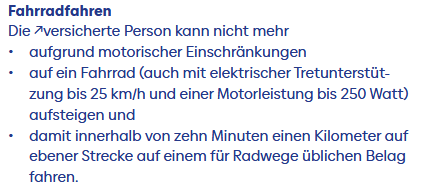 Fahrradfahren
Die ↗versicherte Person kann nicht mehr
• aufgrund motorischer Einschränkungen
• auf ein Fahrrad (auch mit elektrischer Tretunterstüt-
zung bis 25 km/h und einer Motorleistung bis 250 Watt)
aufsteigen und
• damit innerhalb von zehn Minuten einen Kilometer auf
ebener Strecke auf einem für Radwege üblichen Belag
fahren.